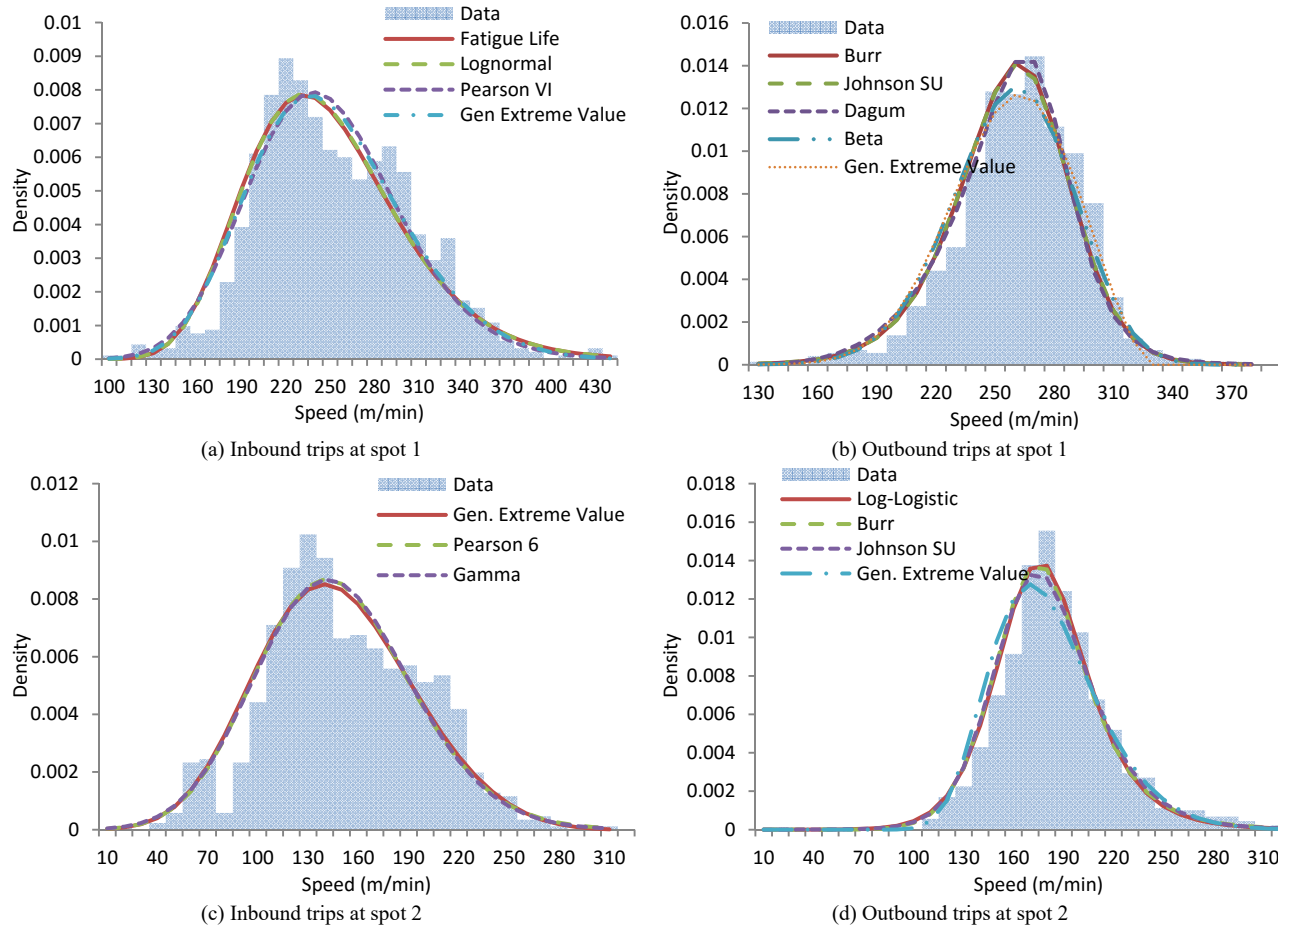 0.01
0.009
0.008
0.007
0.006
0.005
0.004
0.003
0.002
0.001
0
Density
Data
Fatigue Life
Lognormal
Pearson VI
Gen Extreme Value
100 130 160 190 220 250 280 310 340 370 400 430
Speed (m/min)
(a) Inbound trips at spot 1
0.016
0.014
0.012
0.01
0.008
0.006
0.004
0.002
0
Density
Data
Burr
Johnson SU
Dagum
Beta
Gen. Extreme Value
130 160 190 220 250 280 310 340 370
Speed (m/min)
(b) Outbound trips at spot 1
0.012
0.01
0.008
0.006
0.004
0.002
0
Density
Data
Gen. Extreme Value
Pearson 6
Gamma
10 40 70 100 130 160 190 220 250 280 310
Speed (m/min)
(c) Inbound trips at spot 2
0.018
0.016
0.014
0.012
0.01
0.008
0.006
0.004
0.002
0
Density
Data
Log-Logistic
Burr
Johnson SU
Gen. Extreme Value
10 40 70 100 130 160 190 220 250 280 310
Speed (m/min)
(d) Outbound trips at spot 2